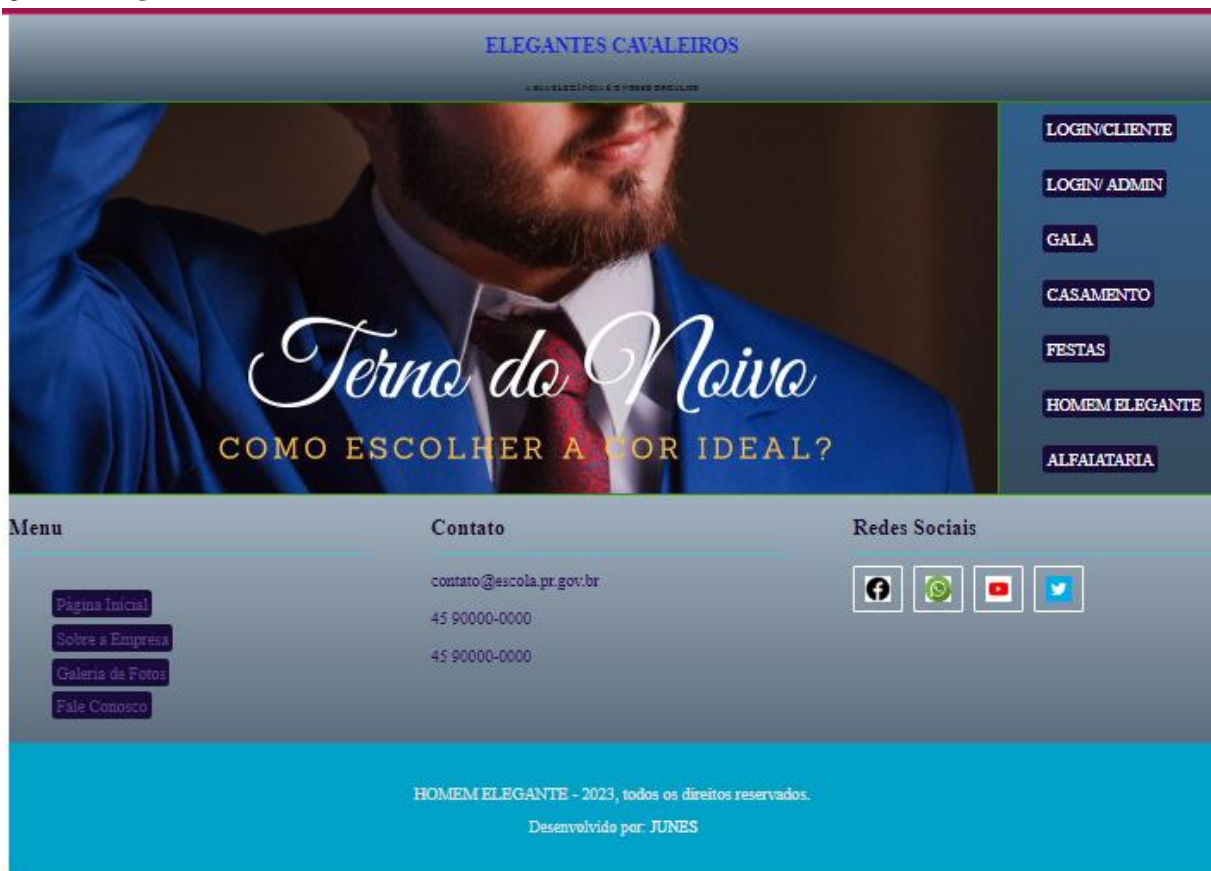 ELEGANTES CAVALEIROS
Terno do Noivo
COMO ESCOLHER A COR IDEAL?
LOGIN/CLIENTE
LOGIN/ ADMIN
GALA
CASAMENTO
FESTAS
HOMEM ELEGANTE
ALFAIATARIA
Menu
Página Inícial
Sobre a Empresa
Galeria de Fotos
Fale Conosco
Contato
contato@escola.pr.gov.br
45 90000-0000
45 90000-0000
Redes Sociais
HOMEM ELEGANTE - 2023, todos os direitos reservados.
Desenvolvido por: JUNES